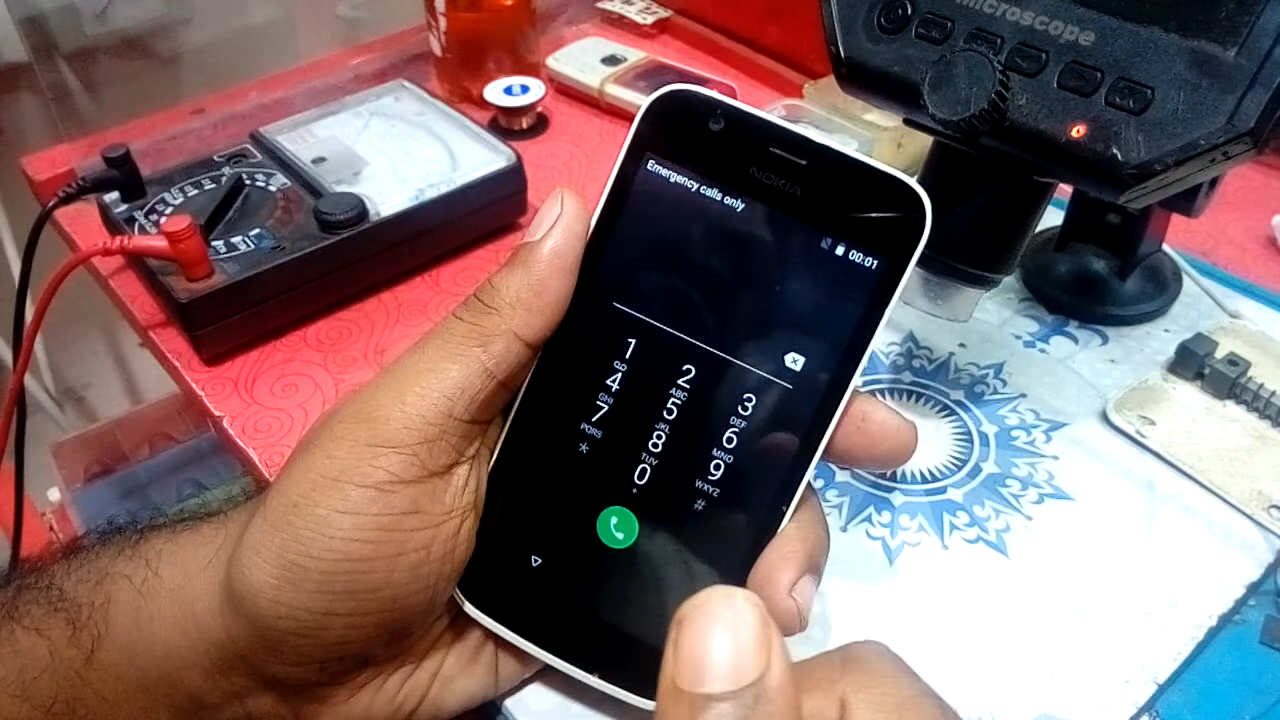 Microscope
NOKIA
Emergency calls only
00:01
1
2
ABC
3
DEF
4
GHI
5
JKL
6
MNO
7
PQRS
8
TUV
9
WXYZ
*
0
+
#